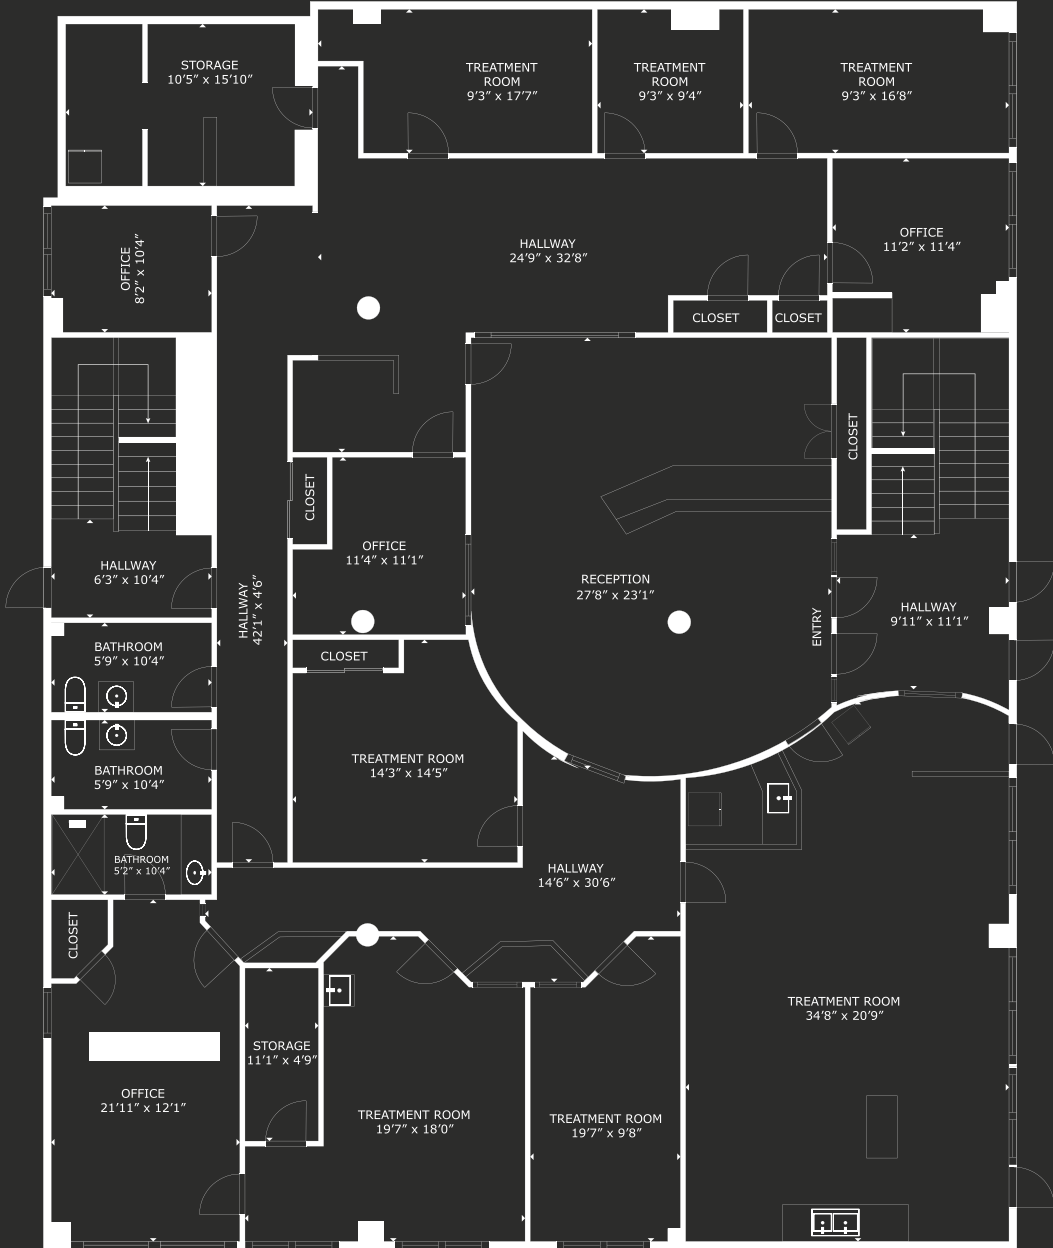 STORAGE
10'5" x 15'10"
TREATMENT
ROOM
9'3" x 17'7"
TREATMENT
ROOM
9'3" x 9'4"
TREATMENT
ROOM
9'3" x 16'8"
OFFICE
8'2" x 10'4"
HALLWAY
24'9" x 32'8"
OFFICE
11'2" x 11'4"
CLOSET
CLOSET
CLOSET
CLOSET
OFFICE
11'4" x 11'1"
HALLWAY
6'3" x 10'4"
HALLWAY
42'1" x 4'6"
RECEPTION
27'8" x 23'1"
ENTRY
HALLWAY
9'11" x 11'1"
BATHROOM
5'9" x 10'4"
CLOSET
BATHROOM
5'9" x 10'4"
TREATMENT ROOM
14'3" x 14'5"
BATHROOM
5'2" x 10'4"
HALLWAY
14'6" x 30'6"
CLOSET
TREATMENT ROOM
34'8" x 20'9"
STORAGE
11'1" x 4'9"
OFFICE
21'11" x 12'1"
TREATMENT ROOM
19'7" x 18'0"
TREATMENT ROOM
19'7" x 9'8"